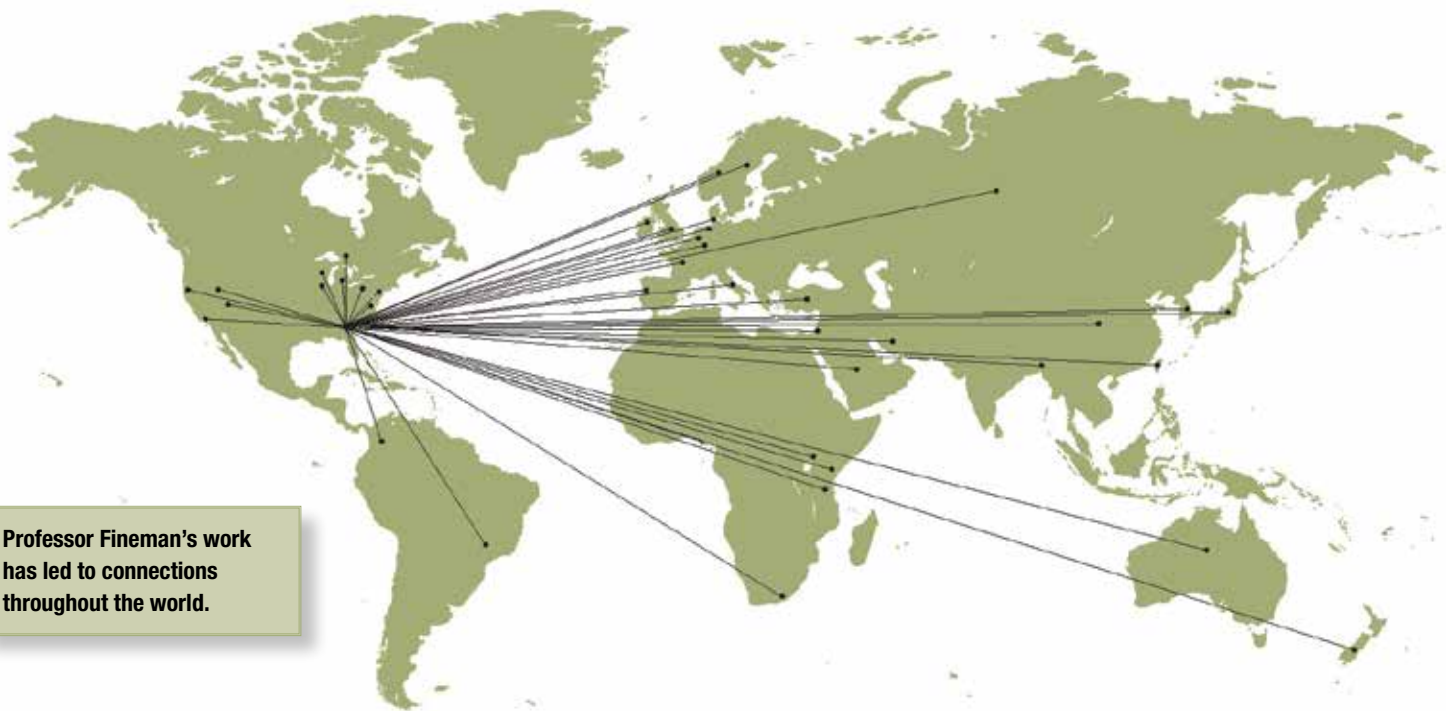 Professor Fineman’s work
has led to connections
throughout the world.